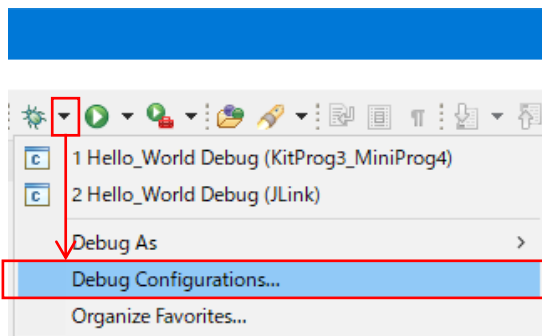 1 Hello_World Debug (KitProg3_MiniProg4)
2 Hello_World Debug (JLink)
Debug As
Debug Configurations...
Organize Favorites...